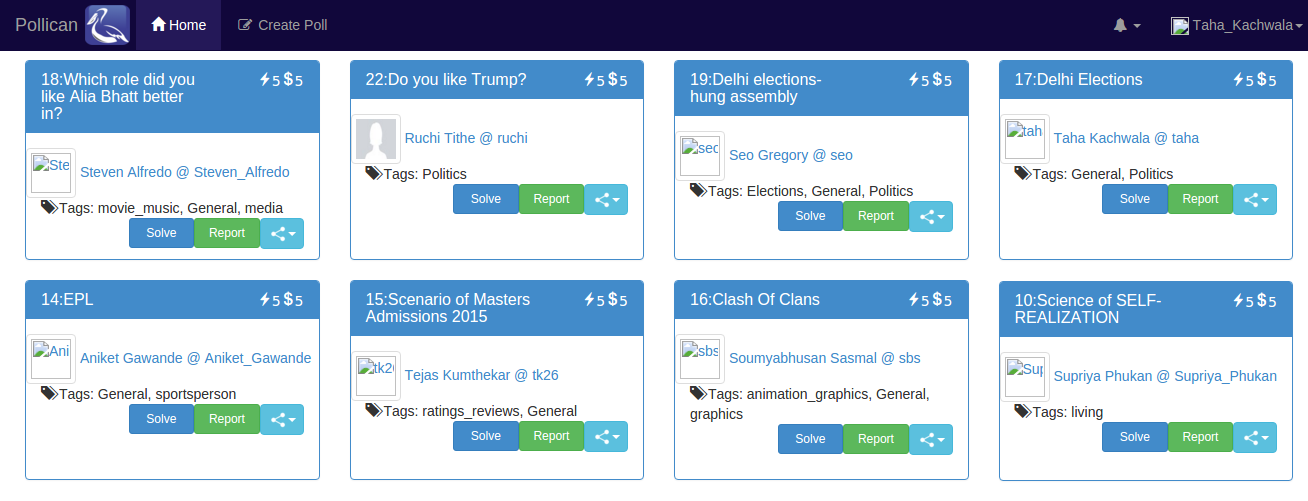 Pollican Home Create Poll Taha_Kachwala
18:Which role did you
like Alia Bhatt better
in?
5 $5
Ste
Steven Alfredo @ Steven_Alfredo
Tags: movie_music, General, media
Solve Report
22:Do you like Trump?
5 $5
Ruchi Tithe @ ruchi
Tags: Politics
Solve Report
19:Delhi elections-
hung assembly
5 $5
seo
Seo Gregory @ seo
Tags: Elections, General, Politics
Solve Report
17:Delhi Elections
5 $5
tah
Taha Kachwala @ taha
Tags: General, Politics
Solve Report
14:EPL
5 $5
Ani
Aniket Gawande @ Aniket_Gawande
Tags: General, sportsperson
Solve Report
15:Scenario of Masters
Admissions 2015
5 $5
tk26
Tejas Kumthekar @ tk26
Tags: ratings_reviews, General
Solve Report
16:Clash Of Clans
5 $5
sbs
Soumyabhusan Sasmal @ sbs
Tags: animation_graphics, General,
graphics
Solve Report
10:Science of SELF-
REALIZATION
5 $5
Sup
Supriya Phukan @ Supriya_Phukan
Tags: living
Solve Report